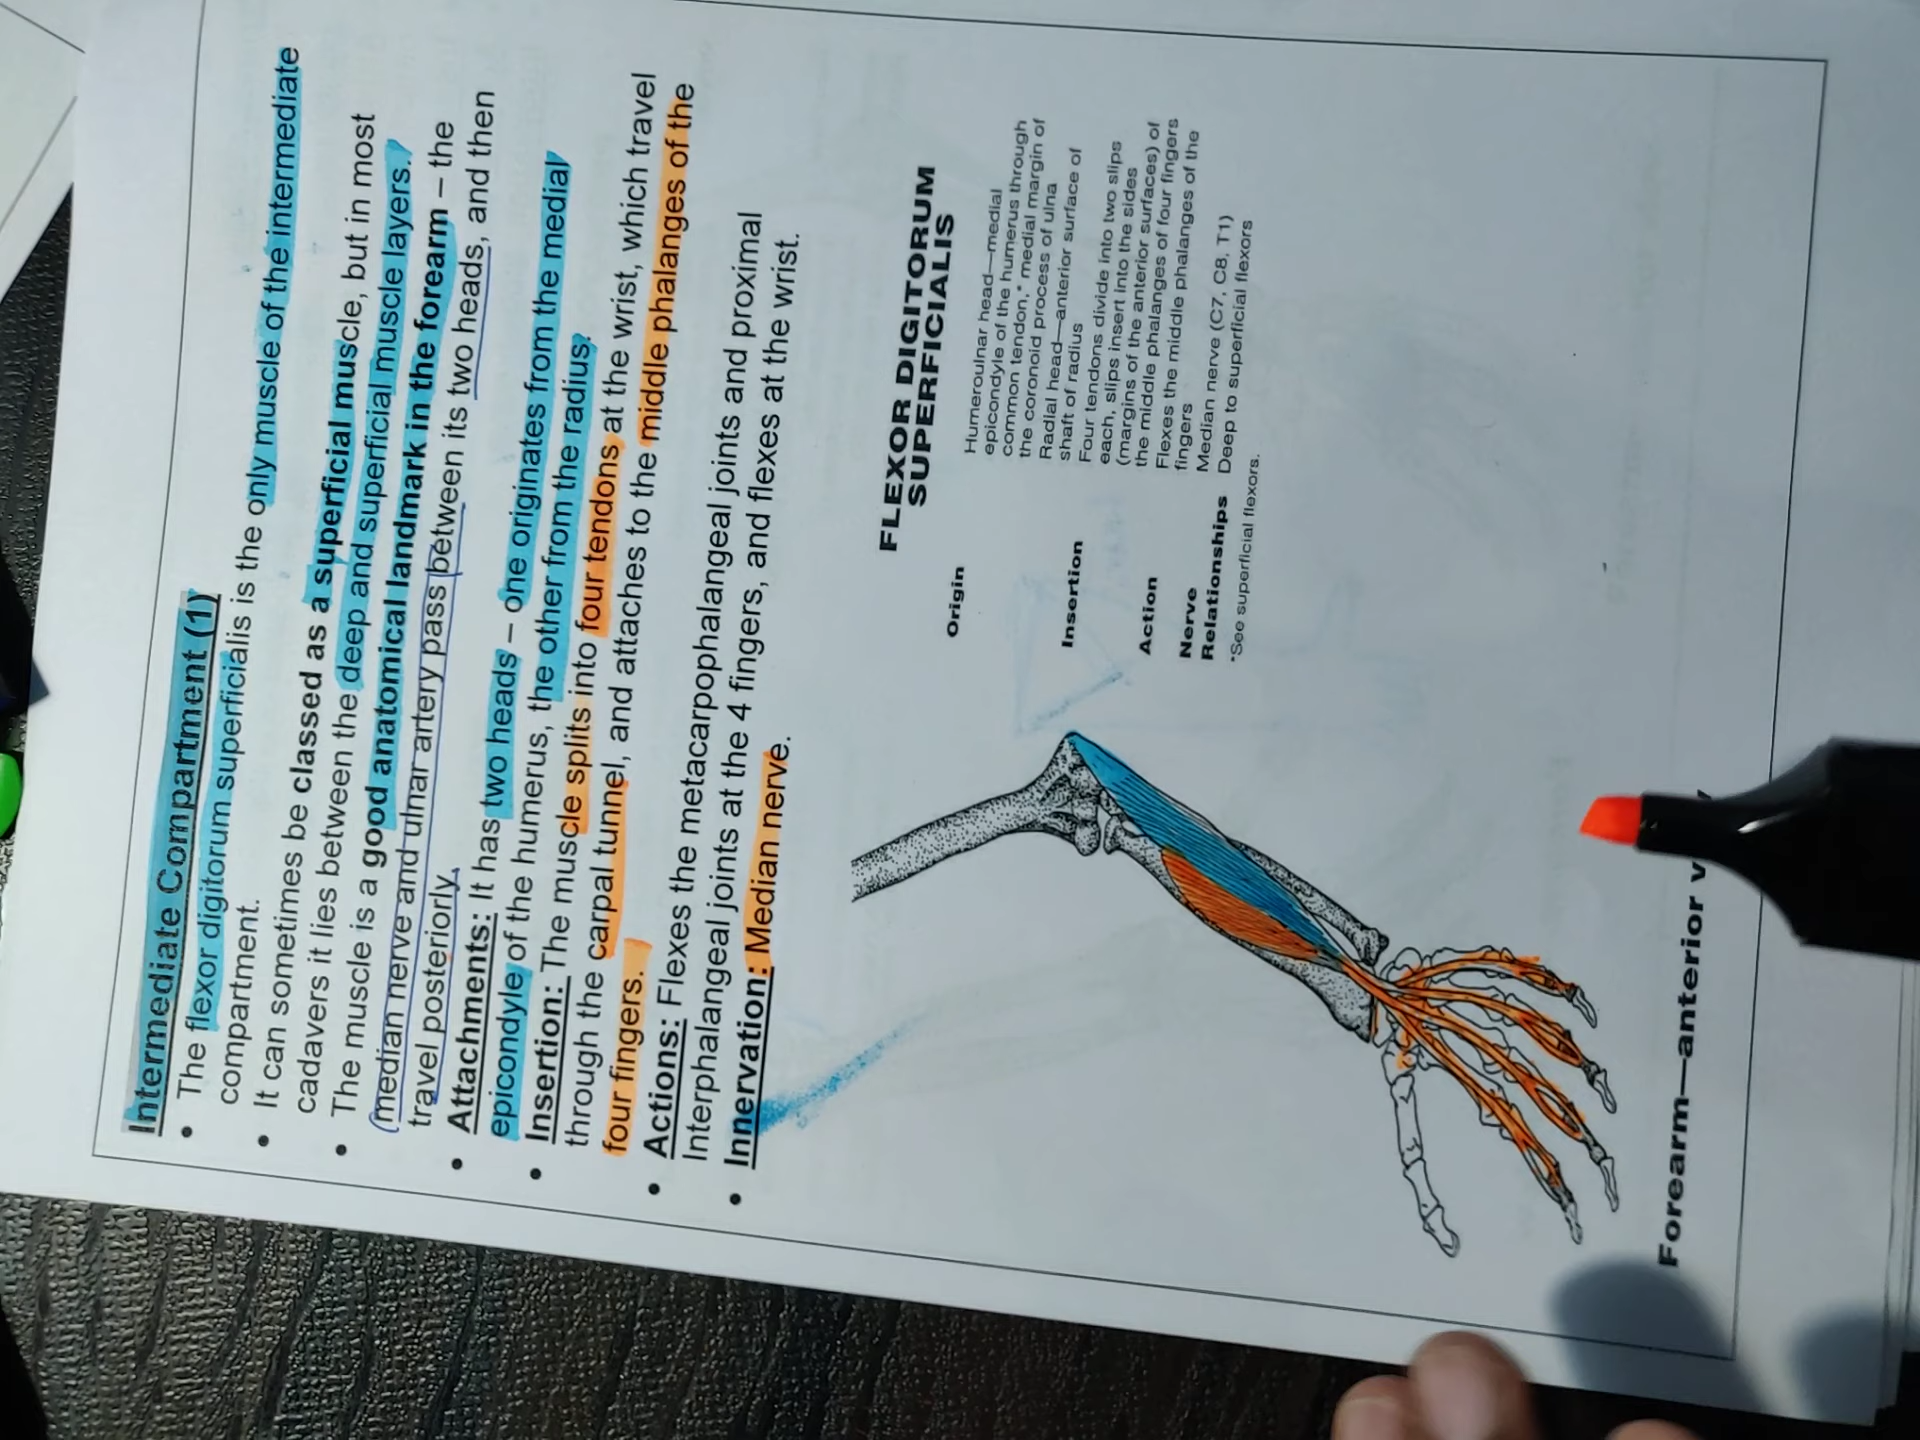 Intermediate Compartment (1)
• The flexor digitorum superficialis is the only muscle of the intermediate
compartment.
• It can sometimes be classed as a superficial muscle, but in most
cadavers it lies between the deep and superficial muscle layers.
• The muscle is a good anatomical landmark in the forearm – the
(median nerve and ulnar artery pass between its two heads, and then
travel posteriorly.
• Attachments: It has two heads – one originates from the medial
epicondyle of the humerus, the other from the radius.
• Insertion: The muscle splits into four tendons at the wrist, which travel
through the carpal tunnel, and attaches to the middle phalanges of the
four fingers.
• Actions: Flexes the metacarpophalangeal joints and proximal
interphalangeal joints at the 4 fingers, and flexes at the wrist.
• Innervation: Median nerve.
FLEXOR DIGITORUM
SUPERFICIALIS
Origin
Humeroulnar head—medial
epicondyle of the humerus through
common tendon,* medial margin of
the coronoid process of ulna
Radial head—anterior surface of
shaft of radius
Insertion
Four tendons divide into two slips
each, slips insert into the sides
(margins of the anterior surfaces) of
the middle phalanges of four fingers
Action
Flexes the middle phalanges of the
fingers
Nerve
Median nerve (C7, C8, T1)
Relationships
Deep to superficial flexors
*See superficial flexors.
Forearm—anterior v